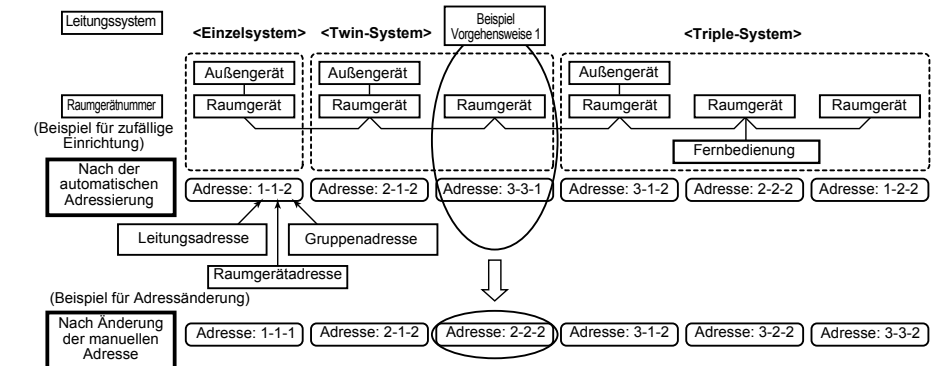 Leitungssystem
<Einzelsystem>
<Twin-System>
Beispiel
Vorgehensweise 1
<Triple-System>
Außengerät
Außengerät
Außengerät
Raumgerätnummer
Raumgerät
Raumgerät
Raumgerät
Raumgerät
Raumgerät
Raumgerät
(Beispiel für zufällige
Einrichtung)
Fernbedienung
Nach der
automatischen
Adressierung
Adresse: 1-1-2
Adresse: 2-1-2
Adresse: 3-3-1
Adresse: 3-1-2
Adresse: 2-2-2
Adresse: 1-2-2
Leitungsadresse
Gruppenadresse
Raumgerätadresse
(Beispiel für Adressänderung)
Nach Änderung
der manuellen
Adresse
Adresse: 1-1-1
Adresse: 2-1-2
Adresse: 2-2-2
Adresse: 3-1-2
Adresse: 3-2-2
Adresse: 3-3-2